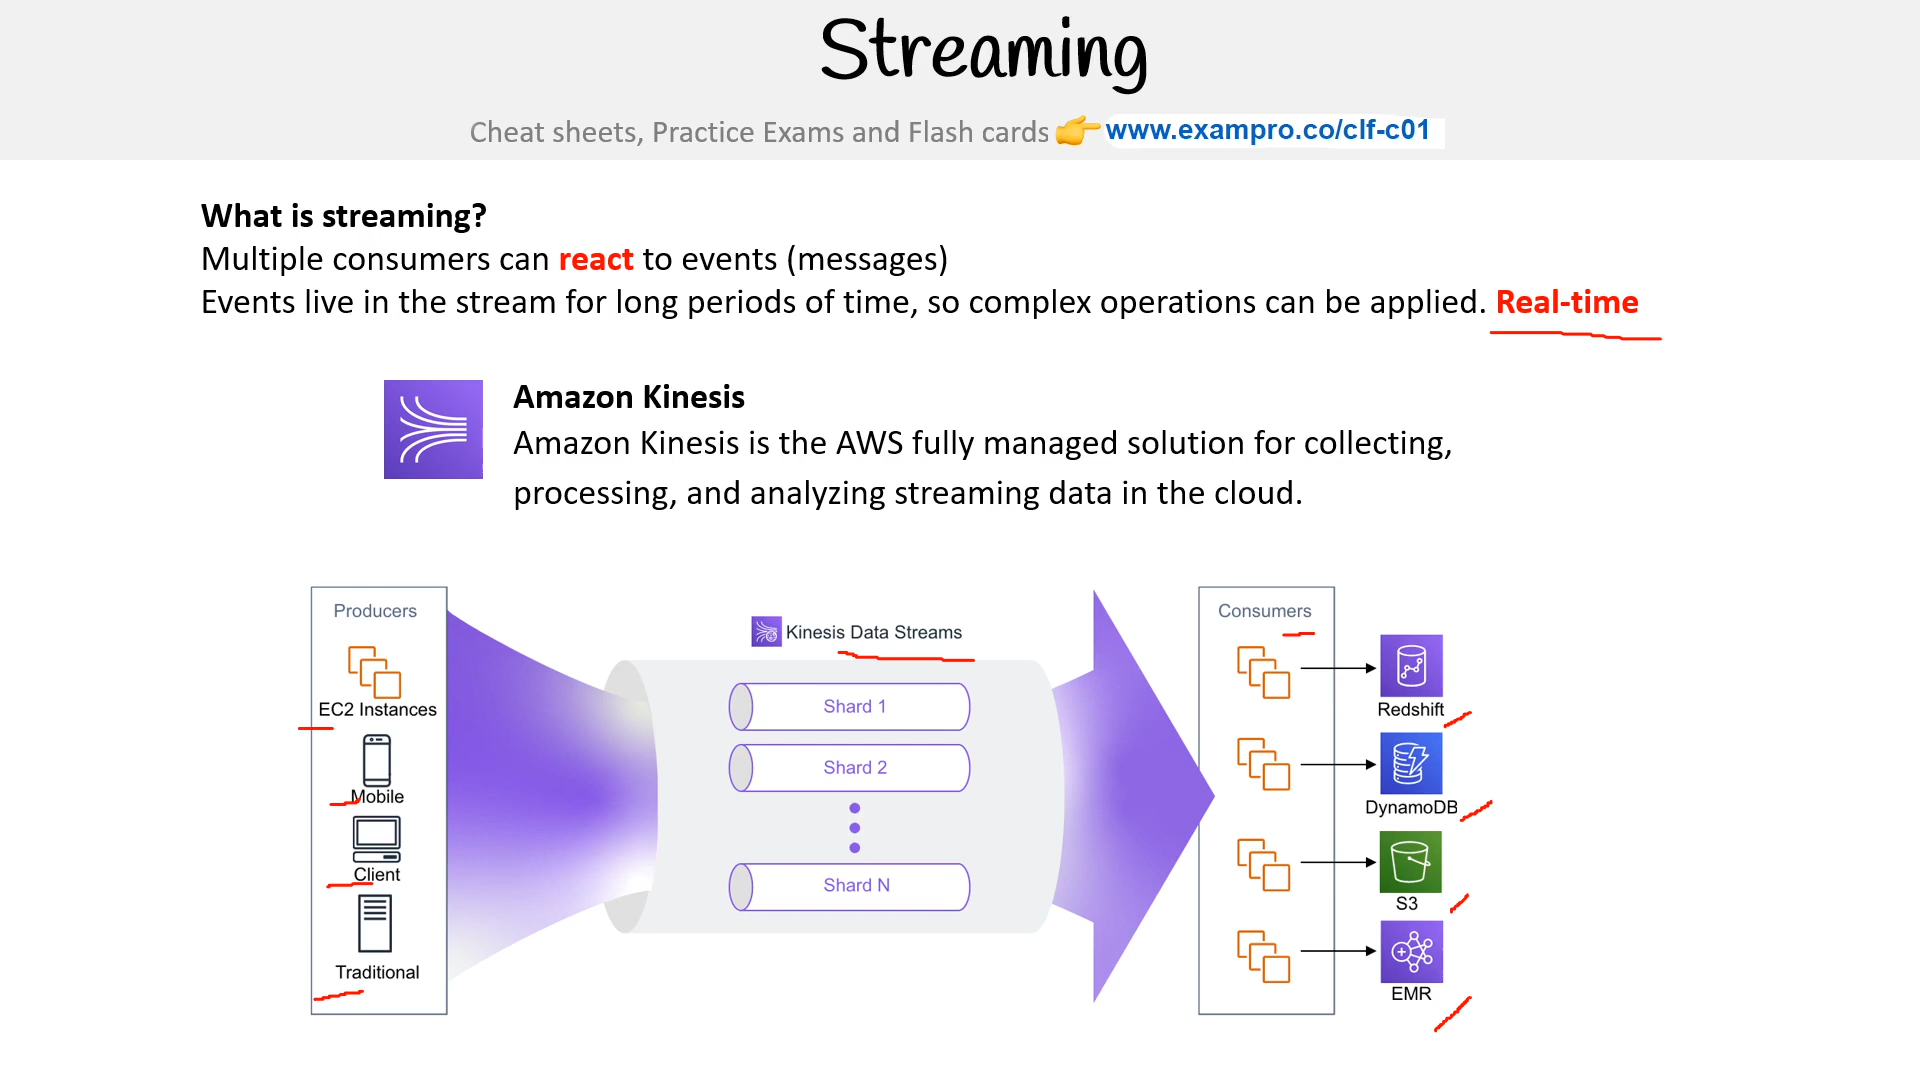 Streaming
Cheat sheets, Practice Exams and Flash cards 👉 www.exampro.co/clf-c01
What is streaming?
Multiple consumers can react to events (messages)
Events live in the stream for long periods of time, so complex operations can be applied. Real-time
Amazon Kinesis
Amazon Kinesis is the AWS fully managed solution for collecting,
processing, and analyzing streaming data in the cloud.
Producers
EC2 Instances
Mobile
Client
Traditional
Kinesis Data Streams
Shard 1
Shard 2
Shard N
Consumers
Redshift
DynamoDB
S3
EMR